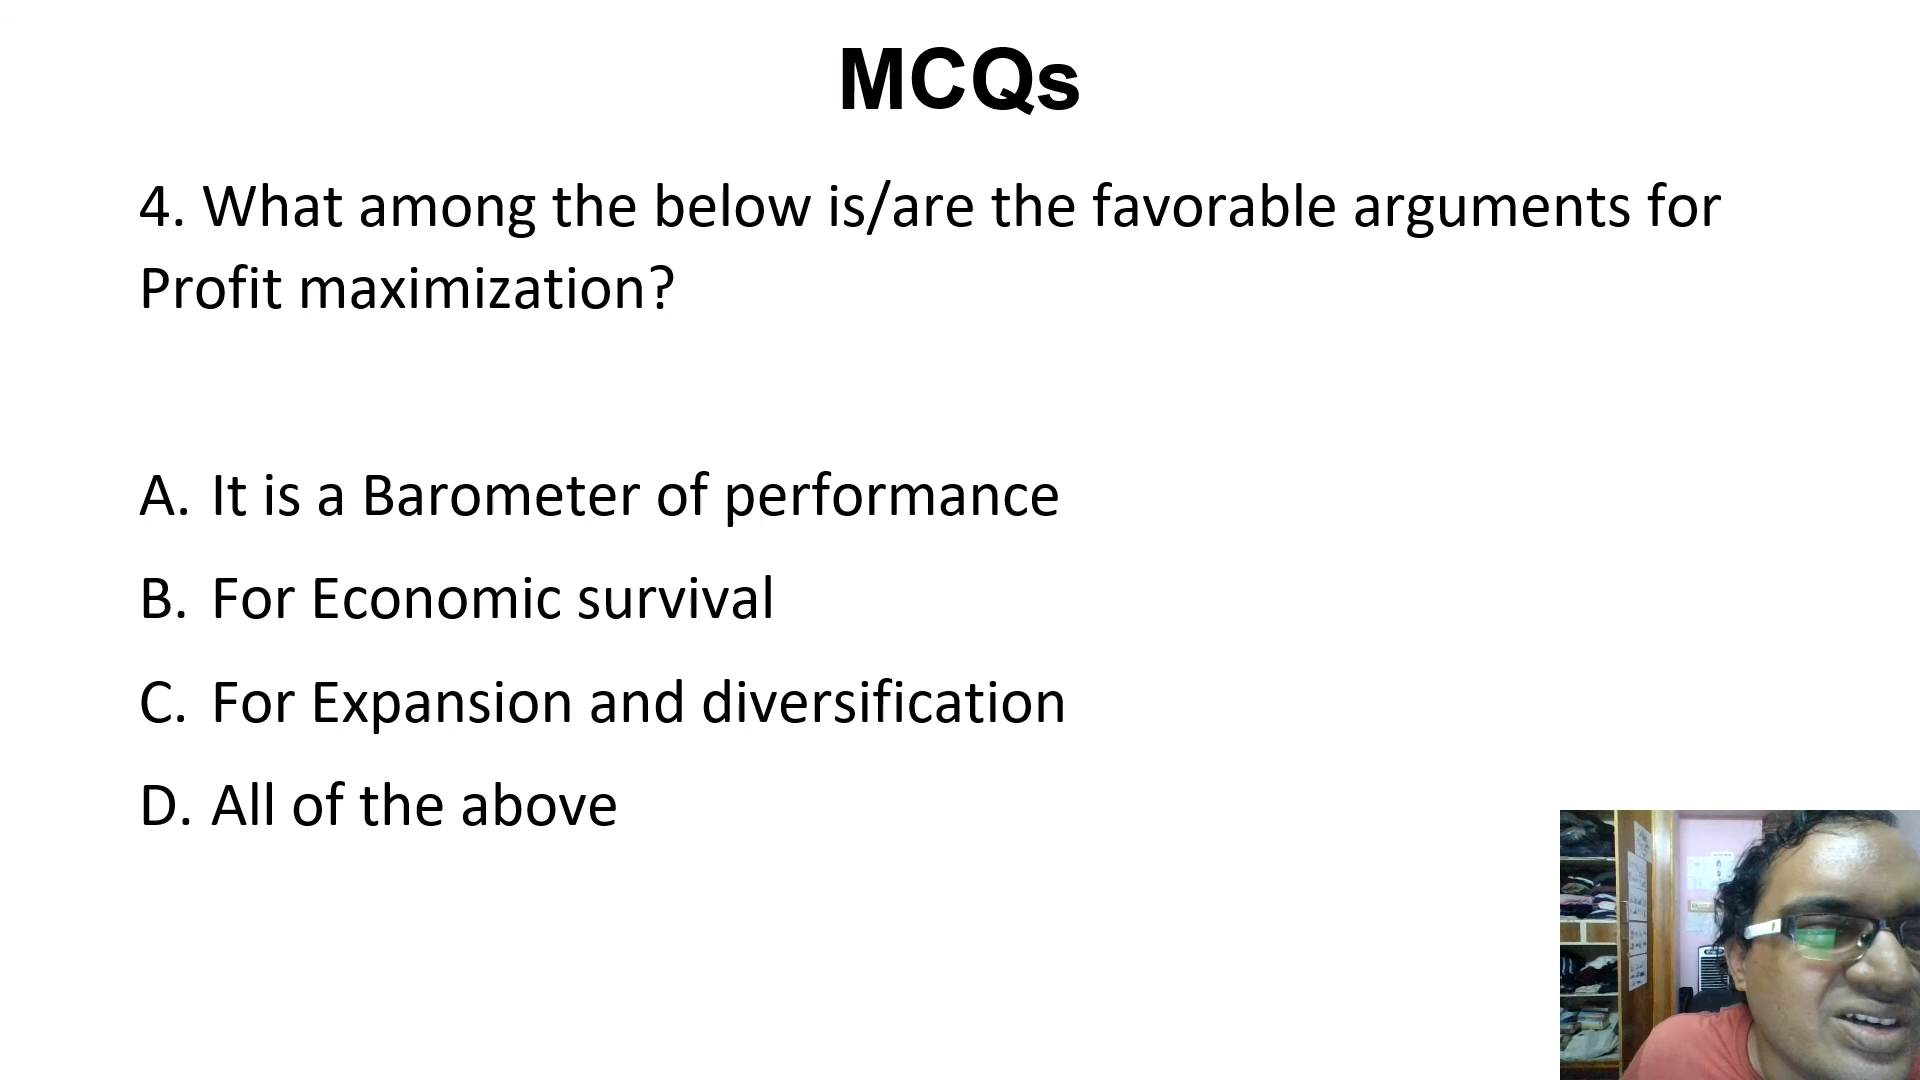 MCQs
4. What among the below is/are the favorable arguments for
Profit maximization?
A. It is a Barometer of performance
B. For Economic survival
C. For Expansion and diversification
D. All of the above